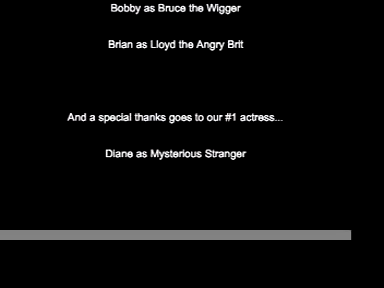 Bobby as Bruce the Wigger
Brian as Lloyd the Angry Brit
And a special thanks goes to our #1 actress...
Diane as Mysterious Stranger